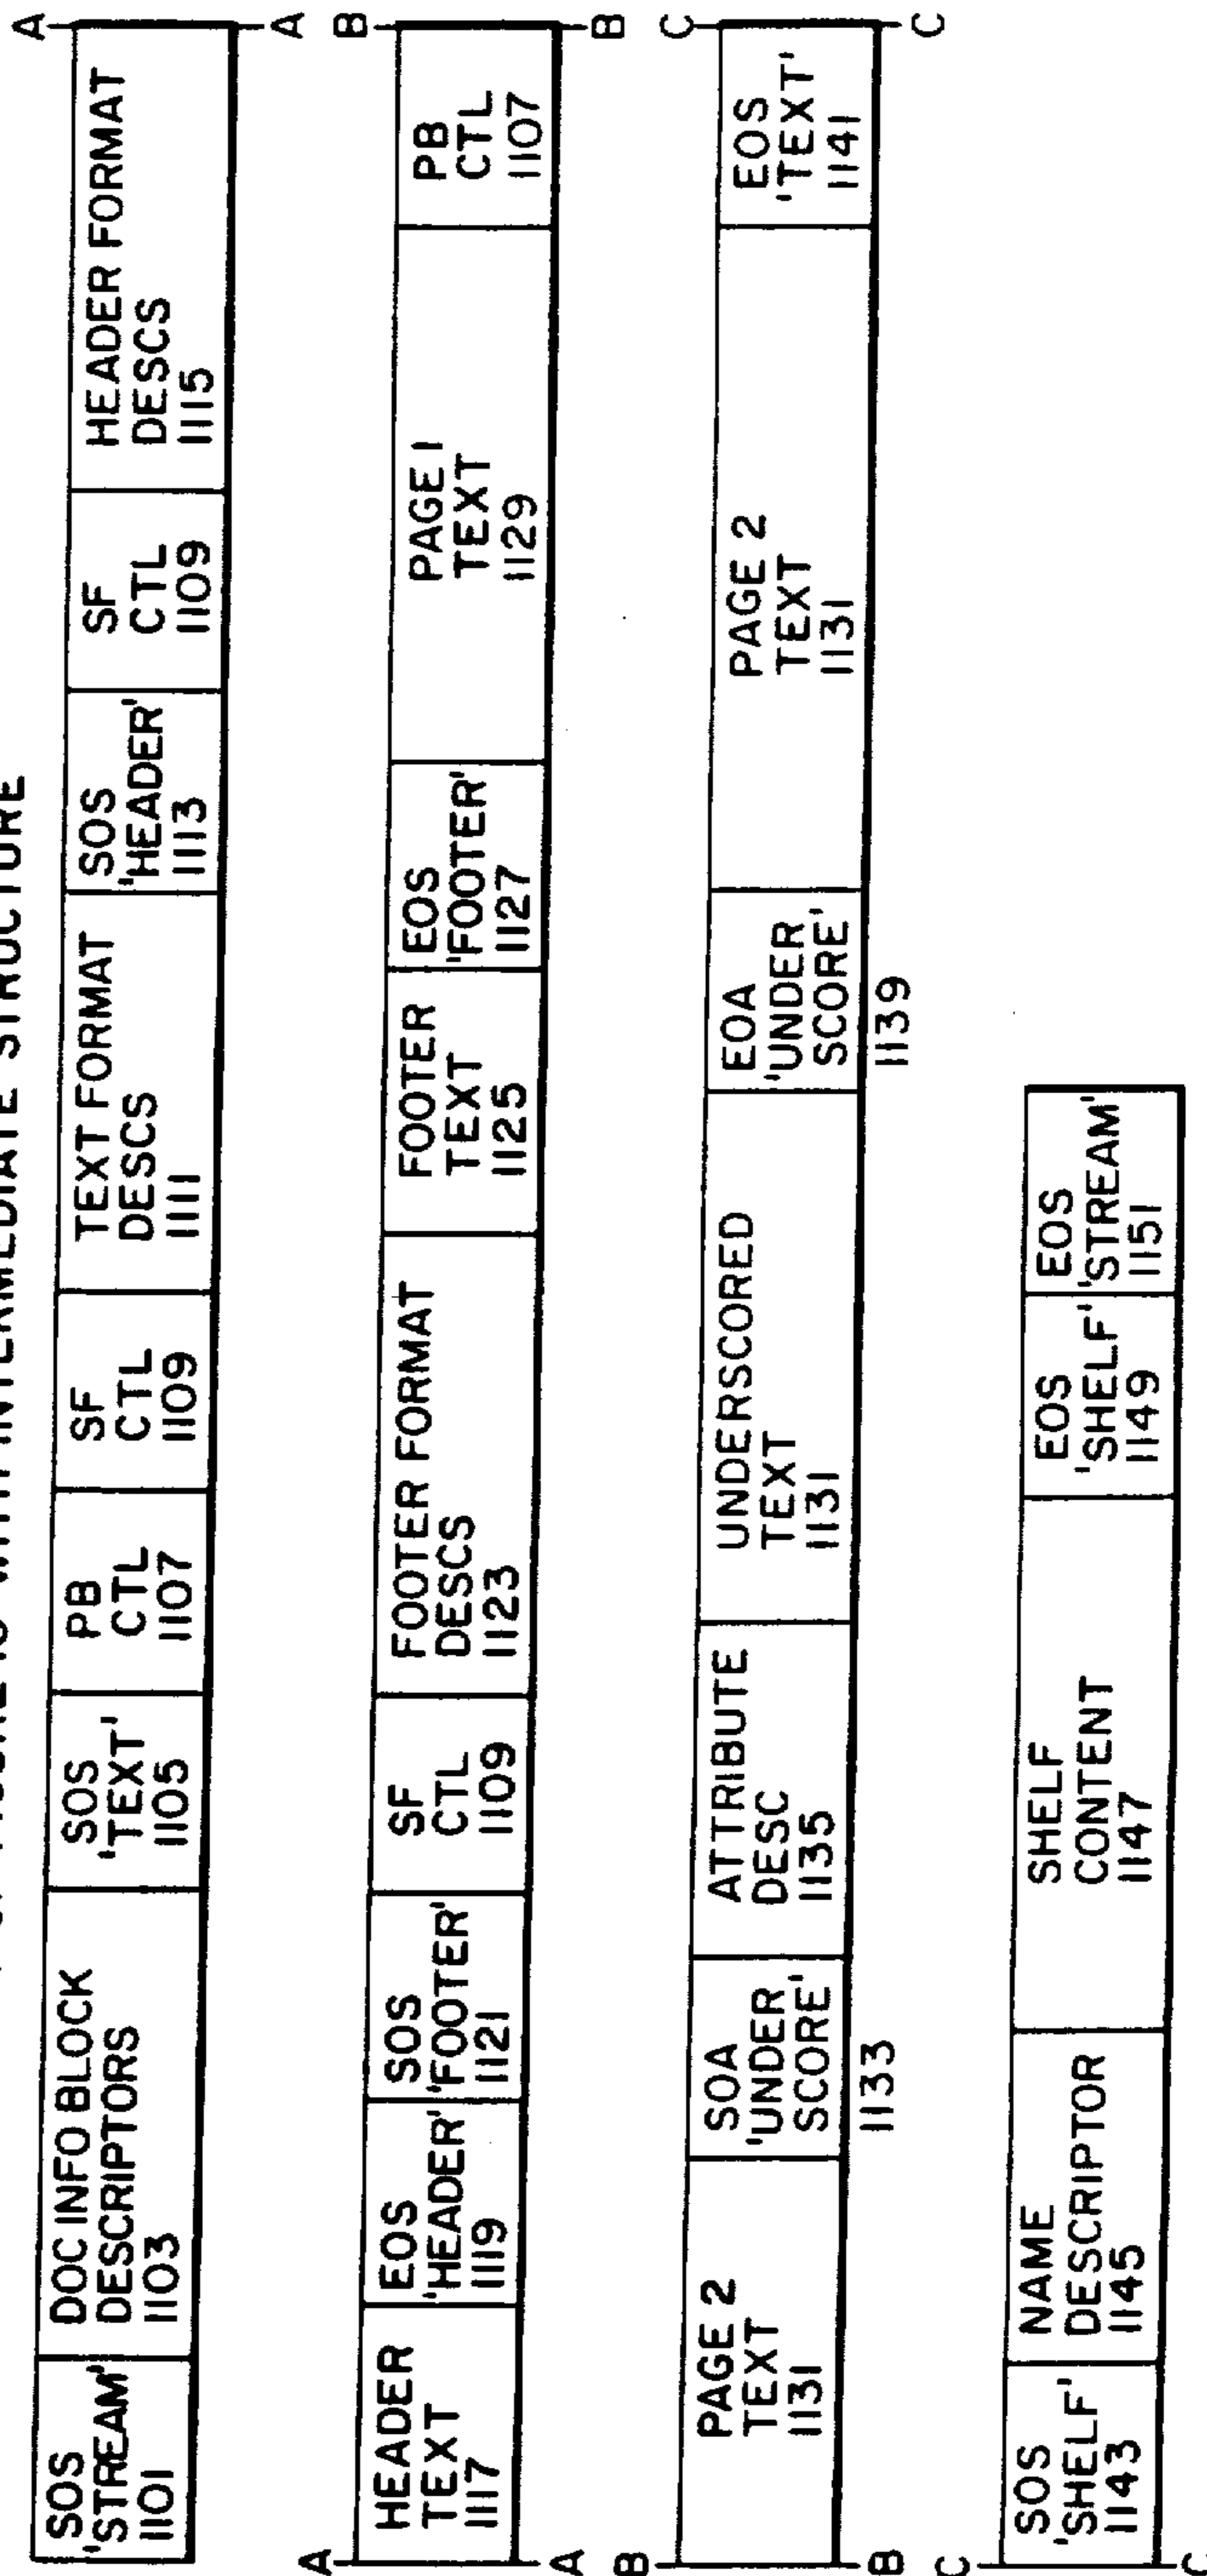 WITH INTERMEDIATE STRUCTURE
SOS
'STREAM'
1101
DOC INFO BLOCK
DESCRIPTORS
1103
SOS
'TEXT'
1105
PB
CTL
1107
SF
CTL
1109
TEXT FORMAT
DESCS
1111
SOS
'HEADER'
1113
SF
CTL
1109
HEADER FORMAT
DESCS
1115
A
A
A
A
HEADER
TEXT
1117
EOS
'HEADER'
1119
SOS
'FOOTER'
1121
SF
CTL
1109
FOOTER FORMAT
DESCS
1123
FOOTER
TEXT
1125
EOS
'FOOTER'
1127
PAGE 1
TEXT
1129
PB
CTL
1107
B
B
B
B
PAGE 2
TEXT
1131
SOA
'UNDER
SCORE'
1133
ATTRIBUTE
DESC
1135
UNDERSCORED
TEXT
1131
EOA
'UNDER
SCORE'
1139
PAGE 2
TEXT
1131
EOS
'TEXT'
1141
C
C
C
C
SOS
'SHELF'
1143
NAME
DESCRIPTOR
1145
SHELF
CONTENT
1147
EOS
'SHELF'
1149
EOS
'STREAM'
1151